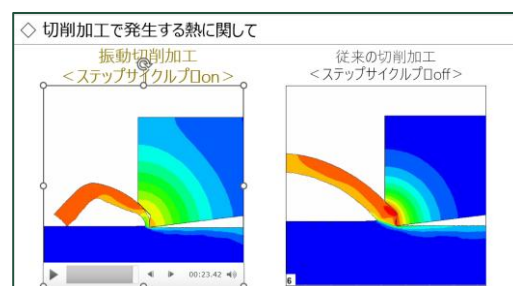 ◇ 切削加工で発生する熱に関して
振動切削加工
＜ステップサイクルプロon＞
従来の切削加工
＜ステップサイクルプロoff＞
00:23.42
6